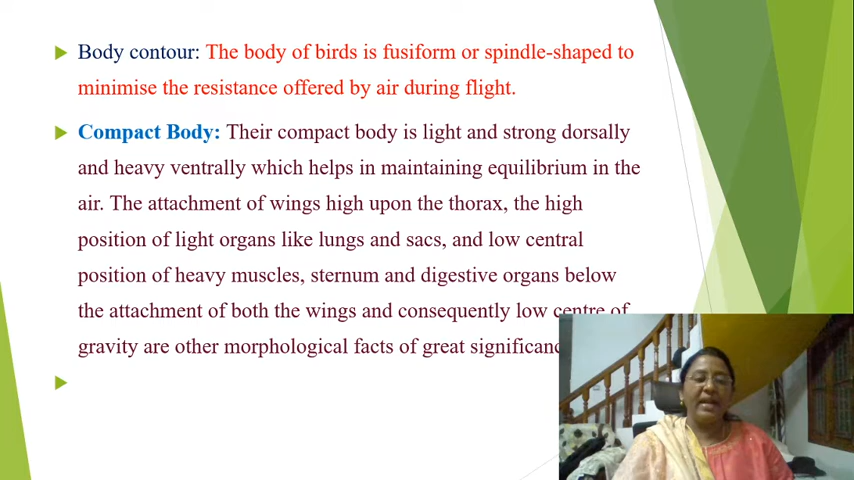 Body contour: The body of birds is fusiform or spindle-shaped to
minimise the resistance offered by air during flight.
Compact Body: Their compact body is light and strong dorsally
and heavy ventrally which helps in maintaining equilibrium in the
air. The attachment of wings high upon the thorax, the high
position of light organs like lungs and sacs, and low central
position of heavy muscles, sternum and digestive organs below
the attachment of both the wings and consequently low centre of
gravity are other morphological facts of great